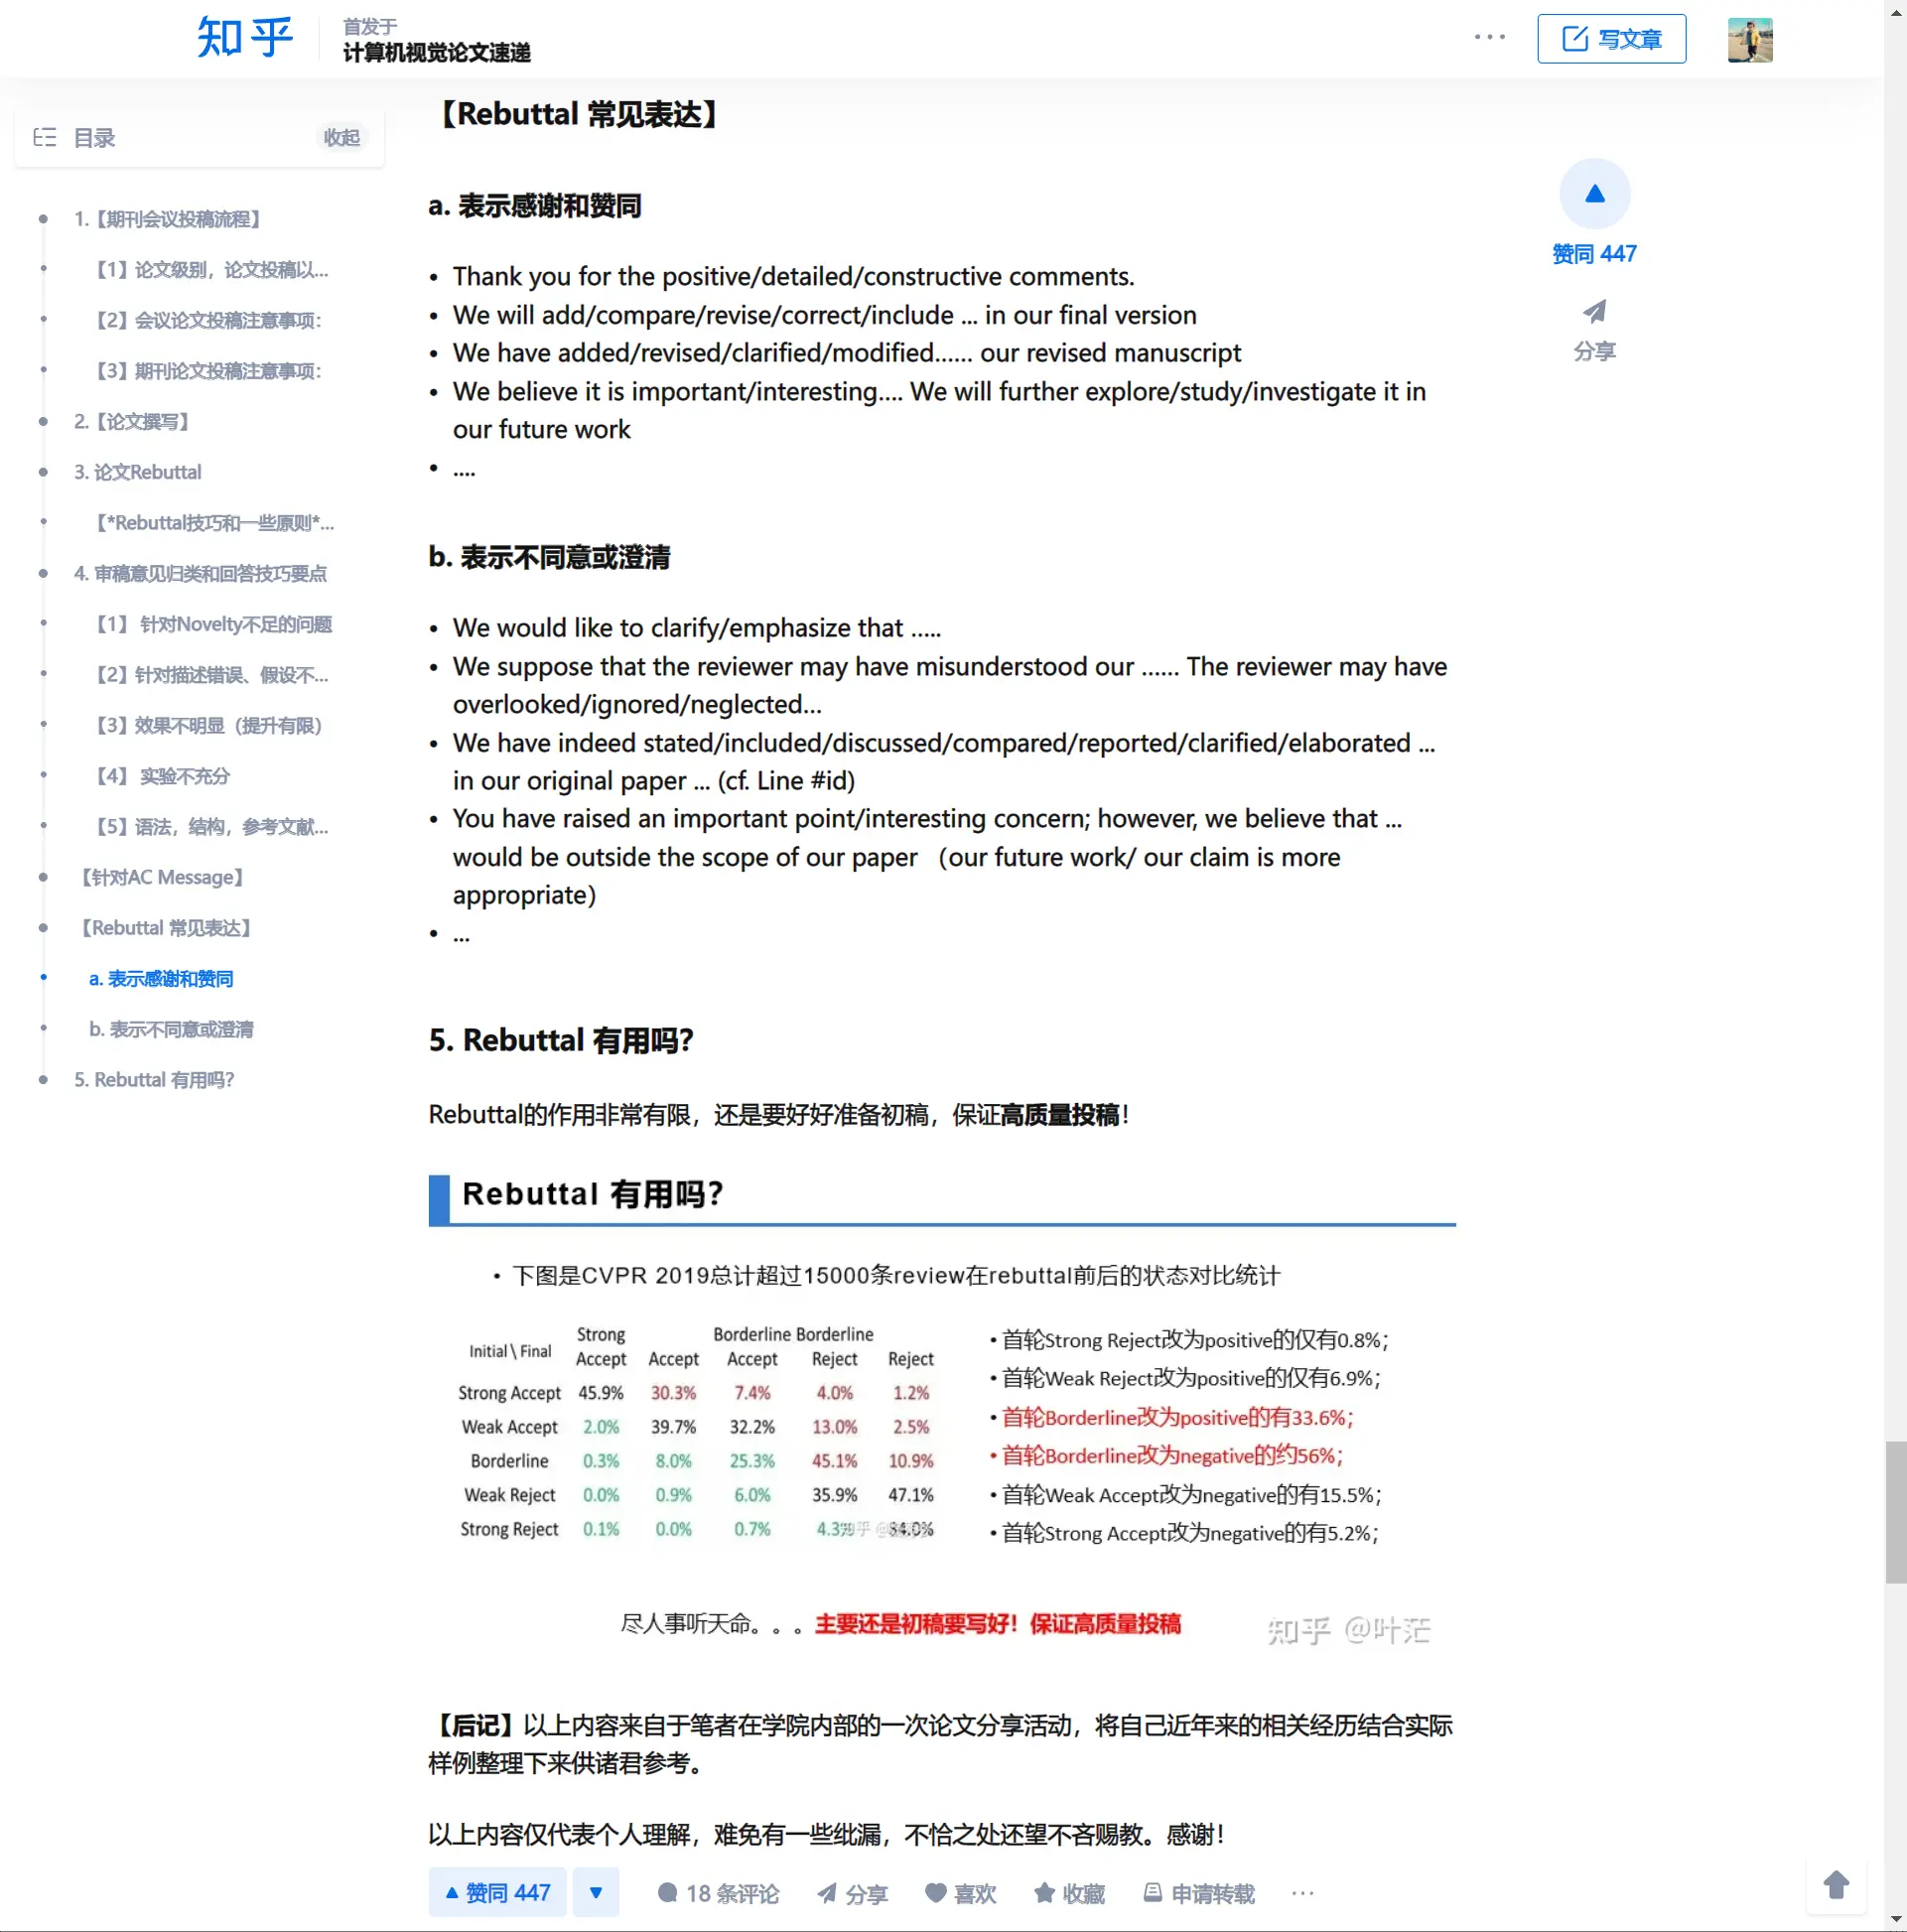 知乎
首发于
计算机视觉论文速递
写文章
目录
收起
1.【期刊会议投稿流程】
【1】论文级别，论文投稿以...
【2】会议论文投稿注意事项：
【3】期刊论文投稿注意事项：
2.【论文撰写】
3. 论文Rebuttal
【*Rebuttal技巧和一些原则*...
4. 审稿意见归类和回答技巧要点
【1】 针对Novelty不足的问题
【2】针对描述错误、假设不...
【3】效果不明显（提升有限）
【4】 实验不充分
【5】语法，结构，参考文献...
【针对AC Message】
【Rebuttal 常见表达】
a. 表示感谢和赞同
b. 表示不同意或澄清
5. Rebuttal 有用吗？
【Rebuttal 常见表达】
a. 表示感谢和赞同
• Thank you for the positive/detailed/constructive comments.
• We will add/compare/revise/correct/include ... in our final version
• We have added/revised/clarified/modified...... our revised manuscript
• We believe it is important/interesting.... We will further explore/study/investigate it in
our future work
• ....
b. 表示不同意或澄清
• We would like to clarify/emphasize that .....
• We suppose that the reviewer may have misunderstood our ...... The reviewer may have
overlooked/ignored/neglected...
• We have indeed stated/included/discussed/compared/reported/clarified/elaborated ...
in our original paper ... (cf. Line #id)
• You have raised an important point/interesting concern; however, we believe that ...
would be outside the scope of our paper （our future work/ our claim is more
appropriate）
• ...
5. Rebuttal 有用吗？
Rebuttal的作用非常有限，还是要好好准备初稿，保证高质量投稿！
Rebuttal 有用吗？
• 下图是CVPR 2019总计超过15000条review在rebuttal前后的状态对比统计
Strong Borderline Borderline
Initial \ Final Accept Accept Accept Reject Reject
Strong Accept 45.9% 30.3% 7.4% 4.0% 1.2%
Weak Accept 2.0% 39.7% 32.2% 13.0% 2.5%
Borderline 0.3% 8.0% 25.3% 45.1% 10.9%
Weak Reject 0.0% 0.9% 6.0% 35.9% 47.1%
Strong Reject 0.1% 0.0% 0.7% 4.3% 84.0%
• 首轮Strong Reject改为positive的仅有0.8%；
• 首轮Weak Reject改为positive的仅有6.9%；
• 首轮Borderline改为positive的有33.6%；
• 首轮Borderline改为negative的约56%；
• 首轮Weak Accept改为negative的有15.5%；
• 首轮Strong Accept改为negative的有5.2%；
尽人事听天命。。。主要还是初稿要写好！保证高质量投稿
知乎 @叶茫
【后记】以上内容来自于笔者在学院内部的一次论文分享活动，将自己近年来的相关经历结合实际
样例整理下来供诸君参考。
以上内容仅代表个人理解，难免有一些纰漏，不恰之处还望不吝赐教。感谢！
赞同 447
18 条评论
分享
喜欢
收藏
申请转载
赞同 447
分享